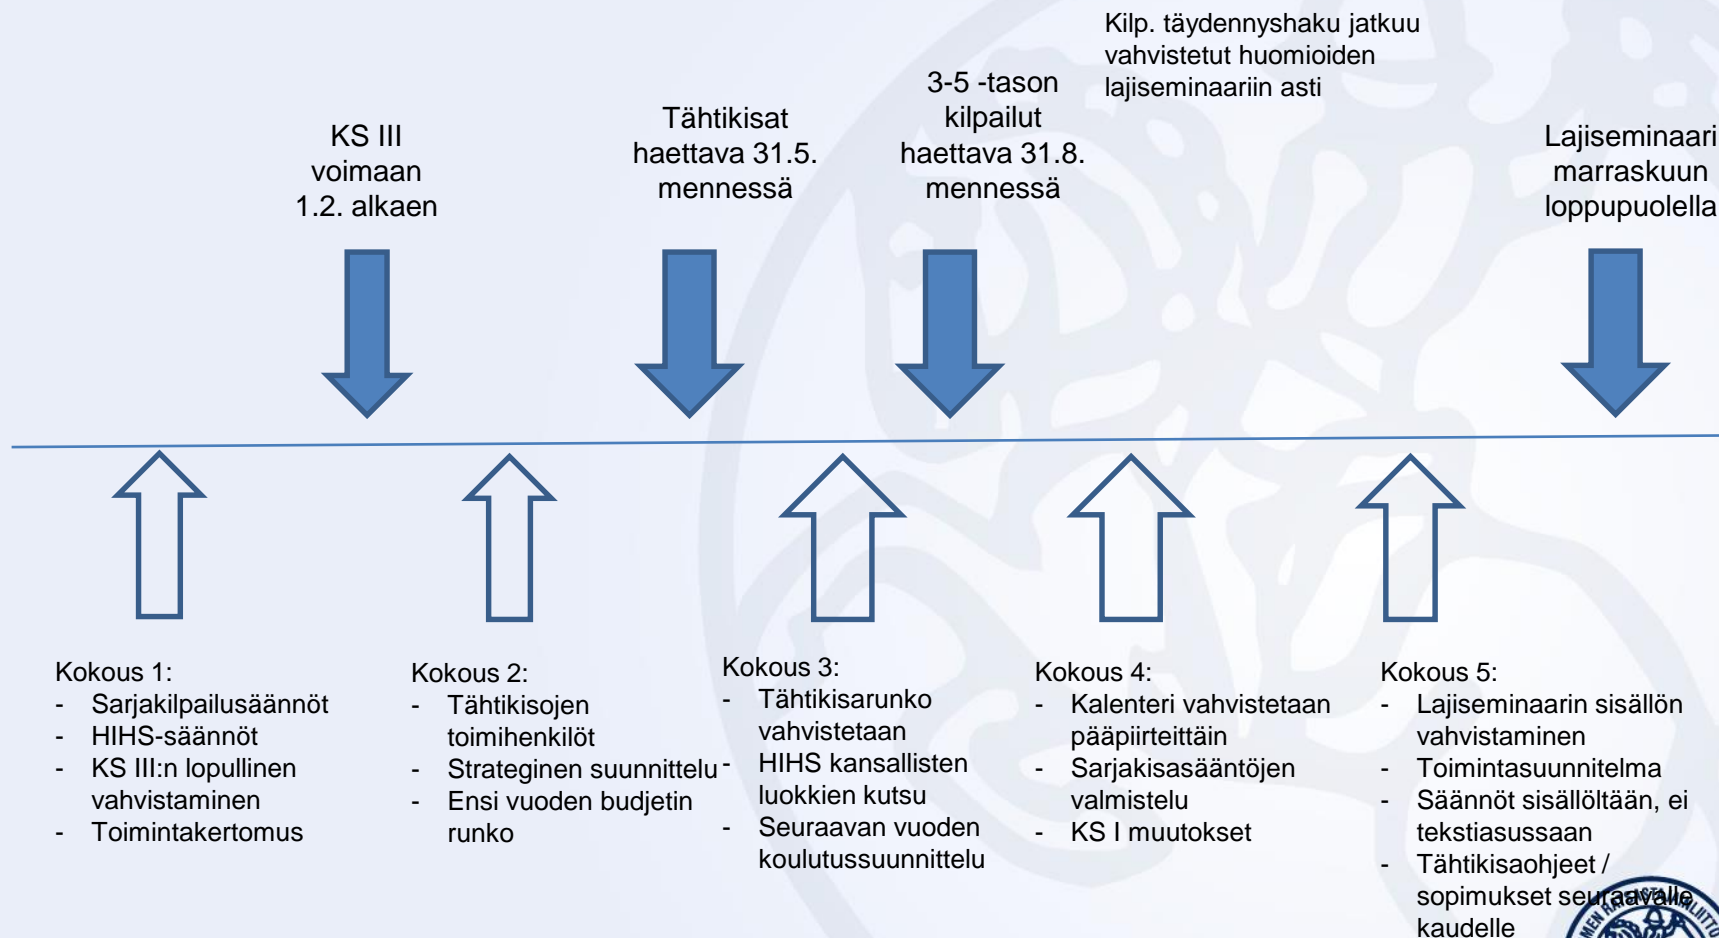 KS III
voimaan
1.2. alkaen
Tähtikisat
haettava 31.5.
mennessä
3-5 -tason
kilpailut
haettava 31.8.
mennessä
Kilp. täydennyshaku jatkuu
vahvistetut huomioiden
lajiseminaariin asti
Lajiseminaari
marraskuun
loppupuolella
Kokous 1:
- Sarjakilpailusäännöt
- HIHS-säännöt
- KS III:n lopullinen
vahvistaminen
- Toimintakertomus
Kokous 2:
- Tähtikisojen
toimihenkilöt
- Strateginen suunnittelu
- Ensi vuoden budjetin
runko
Kokous 3:
- Tähtikisarunko
vahvistetaan
- HIHS kansallisten
luokkien kutsu
- Seuraavan vuoden
koulutussuunnittelu
Kokous 4:
- Kalenteri vahvistetaan
pääpiirteittäin
- Sarjakisasääntöjen
valmistelu
- KS I muutokset
Kokous 5:
- Lajiseminaarin sisällön
vahvistaminen
- Toimintasuunnitelma
- Säännöt sisällöltään, ei
tekstiasussaan
- Tähtikisaohjeet /
sopimukset seuraavalle
kaudelle